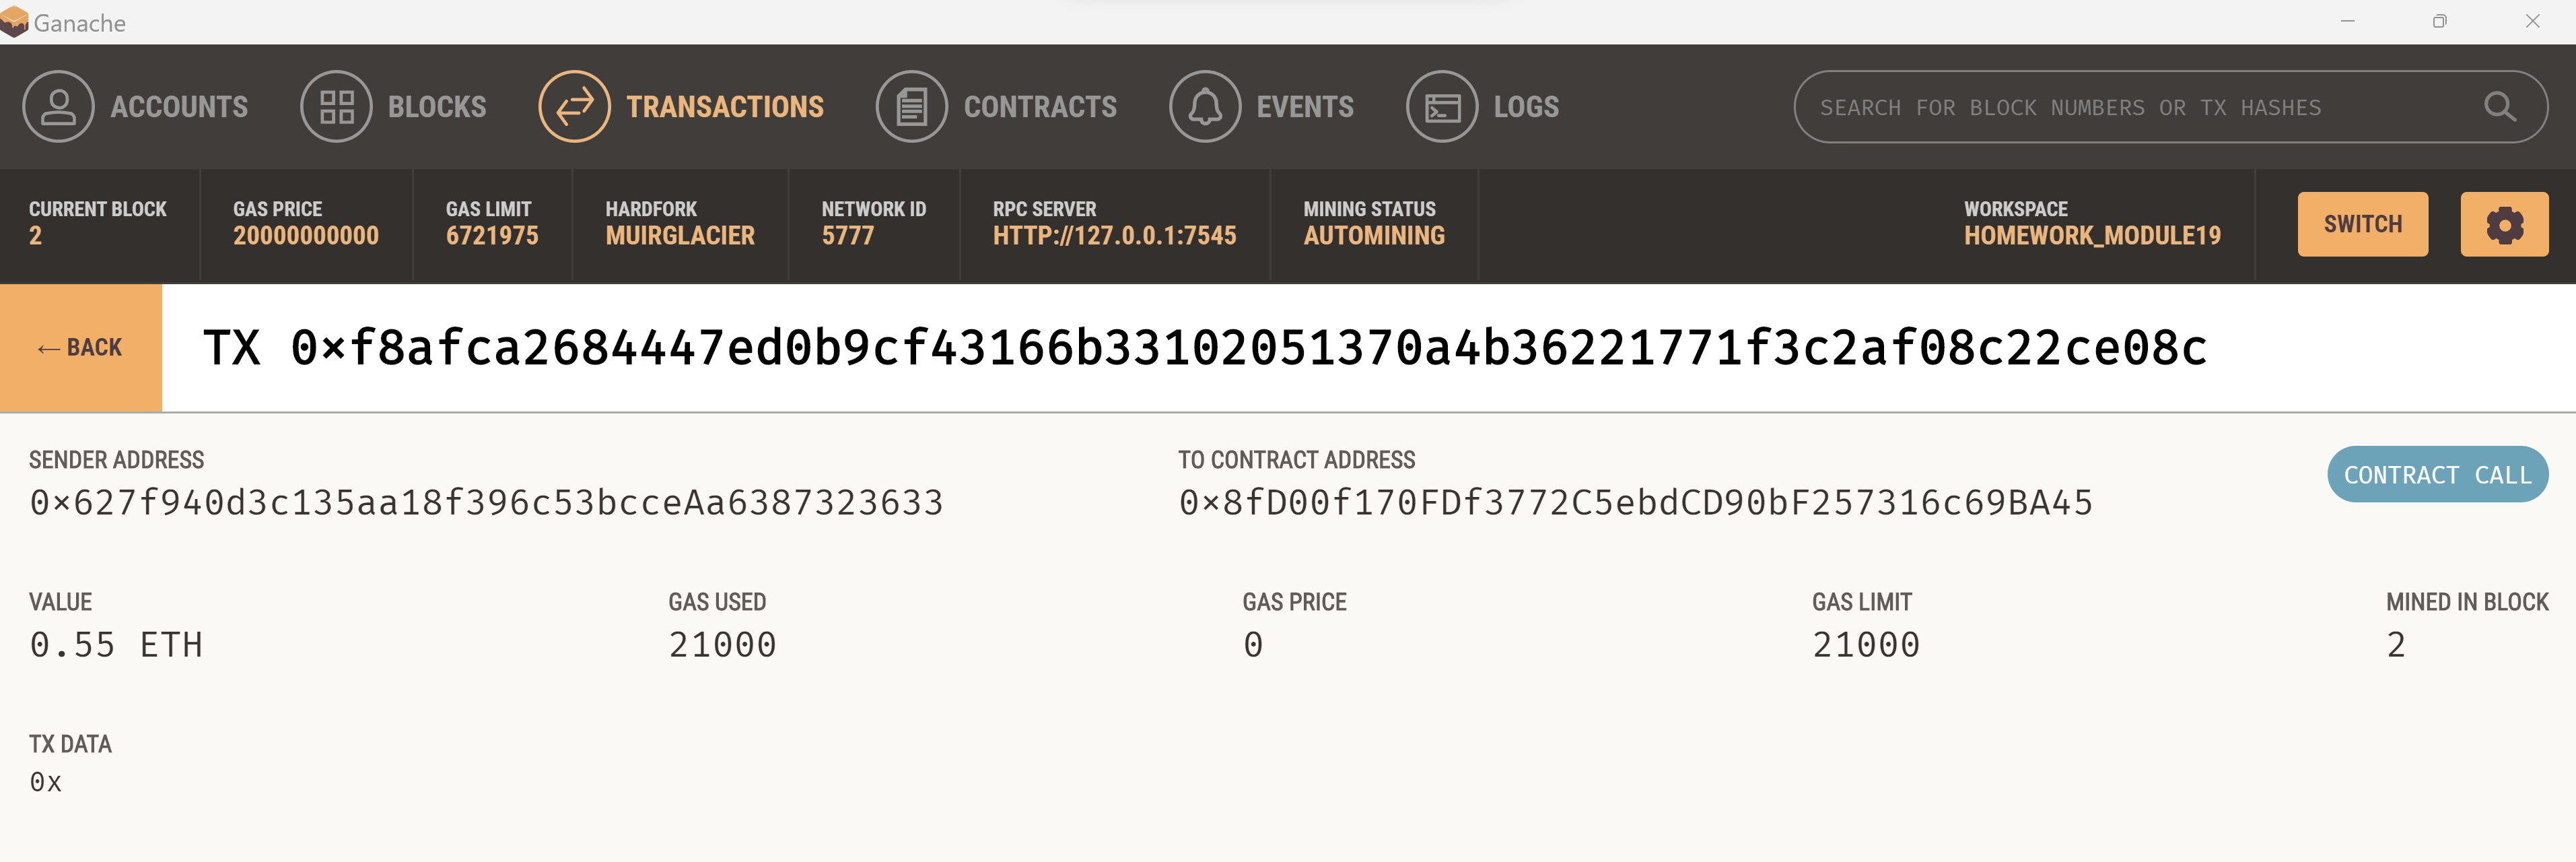 Ganache
ACCOUNTS BLOCKS TRANSACTIONS CONTRACTS EVENTS LOGS SEARCH FOR BLOCK NUMBERS OR TX HASHES
CURRENT BLOCK GAS PRICE GAS LIMIT HARDFORK NETWORK ID RPC SERVER MINING STATUS WORKSPACE
2 20000000000 6721975 MUIRGLACIER 5777 HTTP://127.0.0.1:7545 AUTOMINING HOMEWORK_MODULE19 SWITCH
← BACK TX 0×f8afca2684447ed0b9cf43166b33102051370a4b36221771f3c2af08c22ce08c
SENDER ADDRESS TO CONTRACT ADDRESS
0×627f940d3c135aa18f396c53bcceAa6387323633 0×8fD00f170FDf3772C5ebdCD90bF257316c69BA45 CONTRACT CALL
VALUE GAS USED GAS PRICE GAS LIMIT MINED IN BLOCK
0.55 ETH 21000 0 21000 2
TX DATA
0x